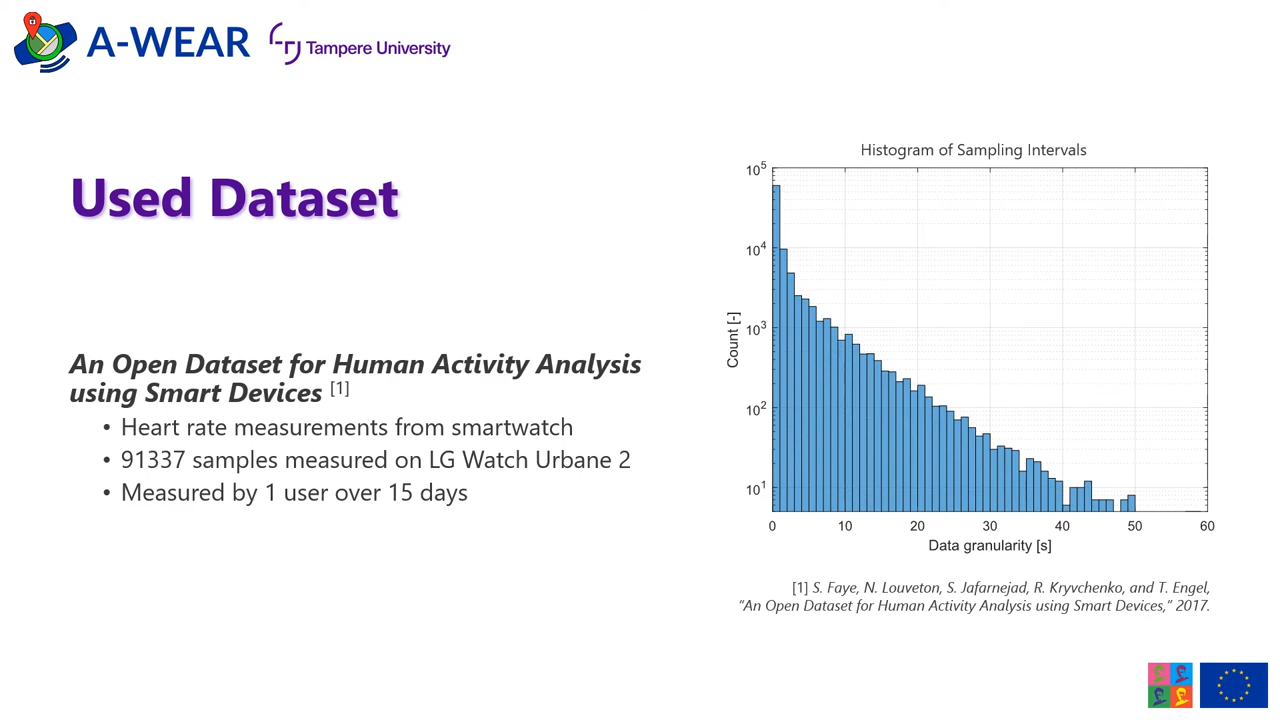 A-WEAR
Tampere University
Used Dataset
An Open Dataset for Human Activity Analysis
using Smart Devices [1]
• Heart rate measurements from smartwatch
• 91337 samples measured on LG Watch Urbane 2
• Measured by 1 user over 15 days
Histogram of Sampling Intervals
10^5
10^4
10^3
10^2
10^1
Count [-]
0 10 20 30 40 50 60
Data granularity [s]
[1] S. Faye, N. Louveton, S. Jafarnejad, R. Kryvchenko, and T. Engel,
“An Open Dataset for Human Activity Analysis using Smart Devices,” 2017.